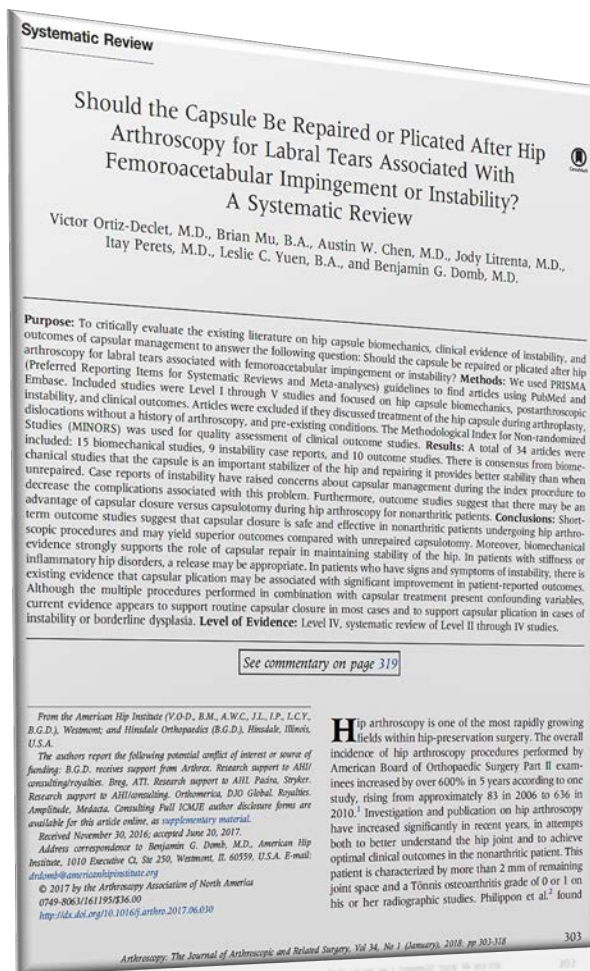 Systematic Review
Should the Capsule Be Repaired or Plicated After Hip
Arthroscopy for Labral Tears Associated With
Femoroacetabular Impingement or Instability?
A Systematic Review
Victor Ortiz-Declet, M.D., Brian Mu, B.A., Austin W. Chen, M.D., Jody Litrenta, M.D.,
Itay Perets, M.D., Leslie C. Yuen, B.A., and Benjamin G. Domb, M.D.
Purpose: To critically evaluate the existing literature on hip capsule biomechanics, clinical evidence of instability, and
outcomes of capsular management to answer the following question: Should the capsule be repaired or plicated after hip
arthroscopy for labral tears associated with femoroacetabular impingement or instability? Methods: We used PRISMA
(Preferred Reporting Items for Systematic Reviews and Meta-analyses) guidelines to find articles using PubMed and
Embase. Included studies were Level I through V studies and focused on hip capsule biomechanics, postarthroscopic
instability, and clinical outcomes. Articles were excluded if they discussed treatment of the hip capsule during arthroplasty,
dislocations without a history of arthroscopy, and pre-existing conditions. The Methodological Index for Non-randomized
Studies (MINORS) was used for quality assessment of clinical outcome studies. Results: A total of 34 articles were
included: 15 biomechanical studies, 9 instability case reports, and 10 outcome studies. There is consensus from biome-
chanical studies that the capsule is an important stabilizer of the hip and repairing it provides better stability than when
unrepaired. Case reports of instability have raised concerns about capsular management during the index procedure to
decrease the complications associated with this problem. Furthermore, outcome studies suggest that there may be an
advantage of capsular closure versus capsulotomy during hip arthroscopy for nonarthritic patients. Conclusions: Short-
term outcome studies suggest that capsular closure is safe and effective in nonarthritic patients undergoing hip arthro-
scopic procedures and may yield superior outcomes compared with unrepaired capsulotomy. Moreover, biomechanical
evidence strongly supports the role of capsular repair in maintaining stability of the hip. In patients with stiffness or
inflammatory hip disorders, a release may be appropriate. In patients who have signs and symptoms of instability, there is
existing evidence that capsular plication may be associated with significant improvement in patient-reported outcomes.
Although the multiple procedures performed in combination with capsular treatment present confounding variables,
current evidence appears to support routine capsular closure in most cases and to support capsular plication in cases of
instability or borderline dysplasia. Level of Evidence: Level IV, systematic review of Level II through IV studies.
See commentary on page 319
From the American Hip Institute (V.O-D., B.M., A.W.C., J.L., I.P., L.C.Y.,
B.G.D.), Westmont; and Hinsdale Orthopaedics (B.G.D.), Hinsdale, Illinois,
U.S.A.
The authors report the following potential conflict of interest or source of
funding: B.G.D. receives support from Arthrex. Research support to AHI/
consulting/royalties. Breg, ATI. Research support to AHI. Pacira, Stryker.
Research support to AHI/consulting. Orthomerica, DJO Global. Royalties.
Amplitude, Medacta. Consulting Full ICMJE author disclosure forms are
available for this article online, as supplementary material.
Received November 30, 2016; accepted June 20, 2017.
Address correspondence to Benjamin G. Domb, M.D., American Hip
Institute, 1010 Executive Ct, Ste 250, Westmont, IL 60559, U.S.A. E-mail:
drdomb@americanhipinstitute.org
© 2017 by the Arthroscopy Association of North America
0749-8063/161195/$36.00
http://dx.doi.org/10.1016/j.arthro.2017.06.030
Hip arthroscopy is one of the most rapidly growing
fields within hip-preservation surgery. The overall
incidence of hip arthroscopy procedures performed by
American Board of Orthopaedic Surgery Part II exam-
inees increased by over 600% in 5 years according to one
study, rising from approximately 83 in 2006 to 636 in
2010.1 Investigation and publication on hip arthroscopy
have increased significantly in recent years, in attempts
both to better understand the hip joint and to achieve
optimal clinical outcomes in the nonarthritic patient. This
patient is characterized by more than 2 mm of remaining
joint space and a Tönnis osteoarthritis grade of 0 or 1 on
his or her radiographic studies. Philippon et al.2 found
Arthroscopy: The Journal of Arthroscopic and Related Surgery, Vol 34, No 1 (January), 2018: pp 303-318
303